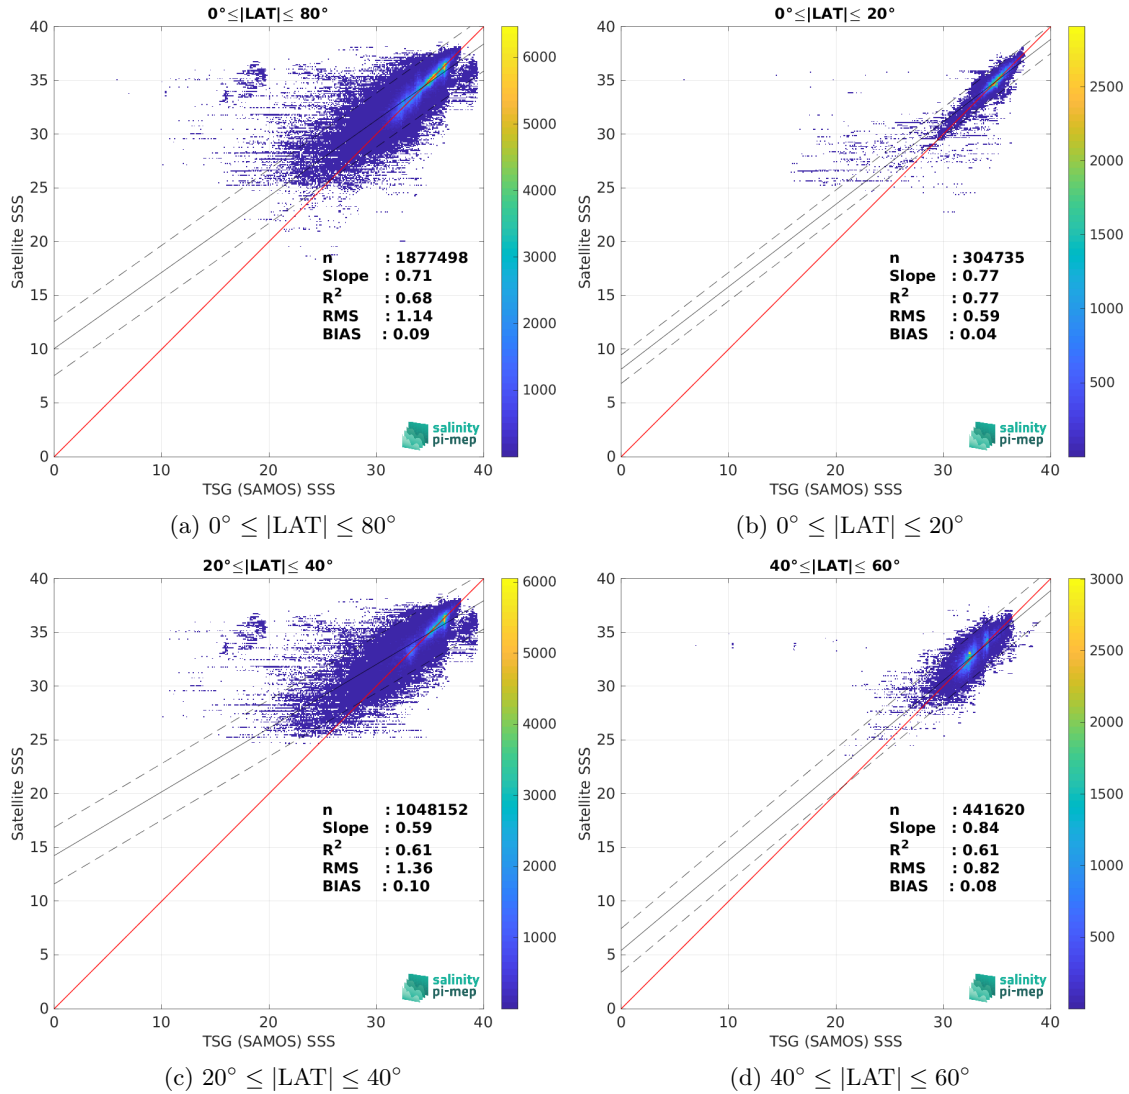 0°≤|LAT|≤ 80°
40
35
30
25
20
15
10
5
0
Satellite SSS
n : 1877498
Slope : 0.71
R² : 0.68
RMS : 1.14
BIAS : 0.09
salinity
pi-mep
0 10 20 30 40
TSG (SAMOS) SSS
6000
5000
4000
3000
2000
1000
(a) 0° ≤ |LAT| ≤ 80°
0°≤|LAT|≤ 20°
40
35
30
25
20
15
10
5
0
Satellite SSS
n : 304735
Slope : 0.77
R² : 0.77
RMS : 0.59
BIAS : 0.04
salinity
pi-mep
0 10 20 30 40
TSG (SAMOS) SSS
2500
2000
1500
1000
500
(b) 0° ≤ |LAT| ≤ 20°
20°≤|LAT|≤ 40°
40
35
30
25
20
15
10
5
0
Satellite SSS
n : 1048152
Slope : 0.59
R² : 0.61
RMS : 1.36
BIAS : 0.10
salinity
pi-mep
0 10 20 30 40
TSG (SAMOS) SSS
6000
5000
4000
3000
2000
1000
(c) 20° ≤ |LAT| ≤ 40°
40°≤|LAT|≤ 60°
40
35
30
25
20
15
10
5
0
Satellite SSS
n : 441620
Slope : 0.84
R² : 0.61
RMS : 0.82
BIAS : 0.08
salinity
pi-mep
0 10 20 30 40
TSG (SAMOS) SSS
3000
2500
2000
1500
1000
500
(d) 40° ≤ |LAT| ≤ 60°